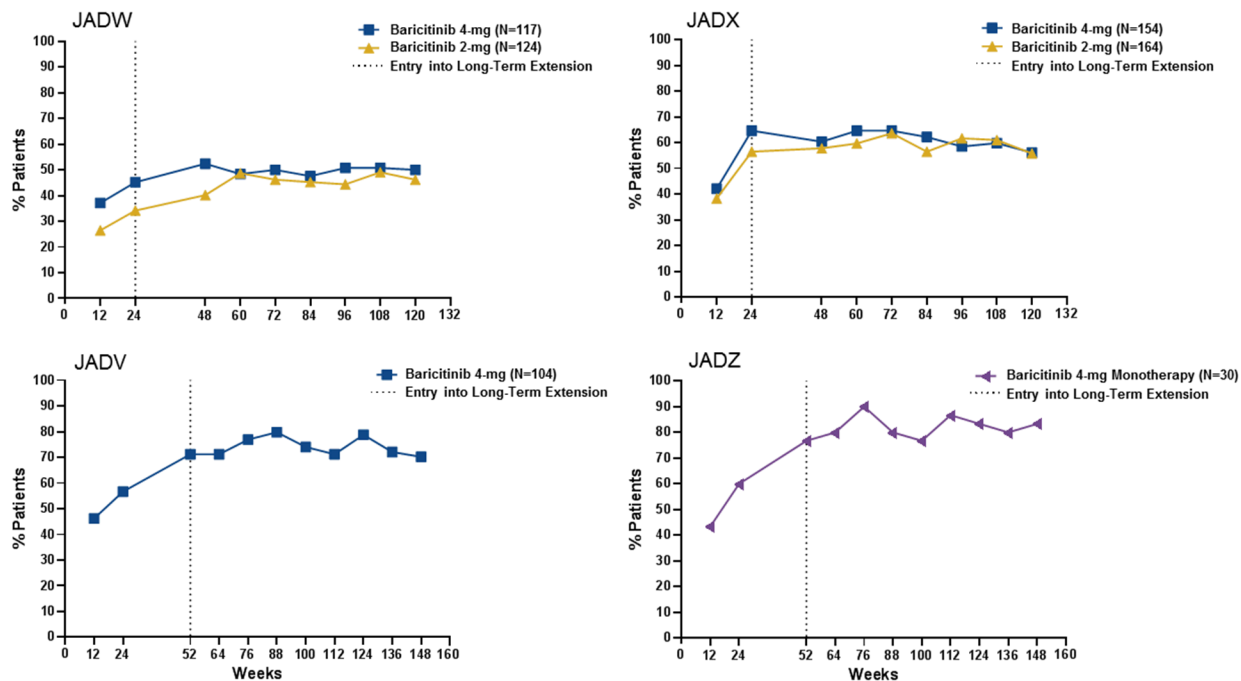 JADW
Baricitinib 4-mg (N=117)
Baricitinib 2-mg (N=124)
Entry into Long-Term Extension
% Patients
100
90
80
70
60
50
40
30
20
10
0
0 12 24 48 60 72 84 96 108 120 132
JADX
Baricitinib 4-mg (N=154)
Baricitinib 2-mg (N=164)
Entry into Long-Term Extension
% Patients
100
90
80
70
60
50
40
30
20
10
0
0 12 24 48 60 72 84 96 108 120 132
JADV
Baricitinib 4-mg (N=104)
Entry into Long-Term Extension
% Patients
100
90
80
70
60
50
40
30
20
10
0
0 12 24 52 64 76 88 100 112 124 136 148 160
Weeks
JADZ
Baricitinib 4-mg Monotherapy (N=30)
Entry into Long-Term Extension
% Patients
100
90
80
70
60
50
40
30
20
10
0
0 12 24 52 64 76 88 100 112 124 136 148 160
Weeks